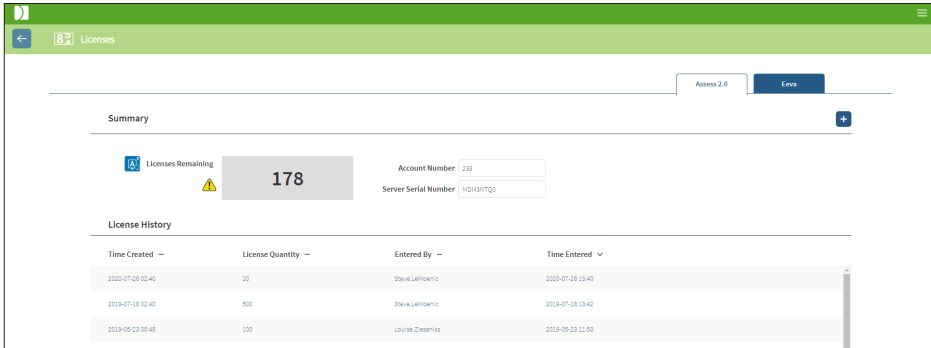 Licenses
Assess 2.0 Eeva
Summary
Licenses Remaining
178
Account Number 233
Server Serial Number MDM3NTQ0
License History
Time Created License Quantity Entered By Time Entered
2020-07-28 02:40 20 Steve.LeMoenic 2020-07-28 13:40
2019-07-18 02:40 500 Steve.LeMoenic 2019-07-18 13:42
2019-05-23 00:48 100 Louise.Zieseniss 2019-05-23 11:50